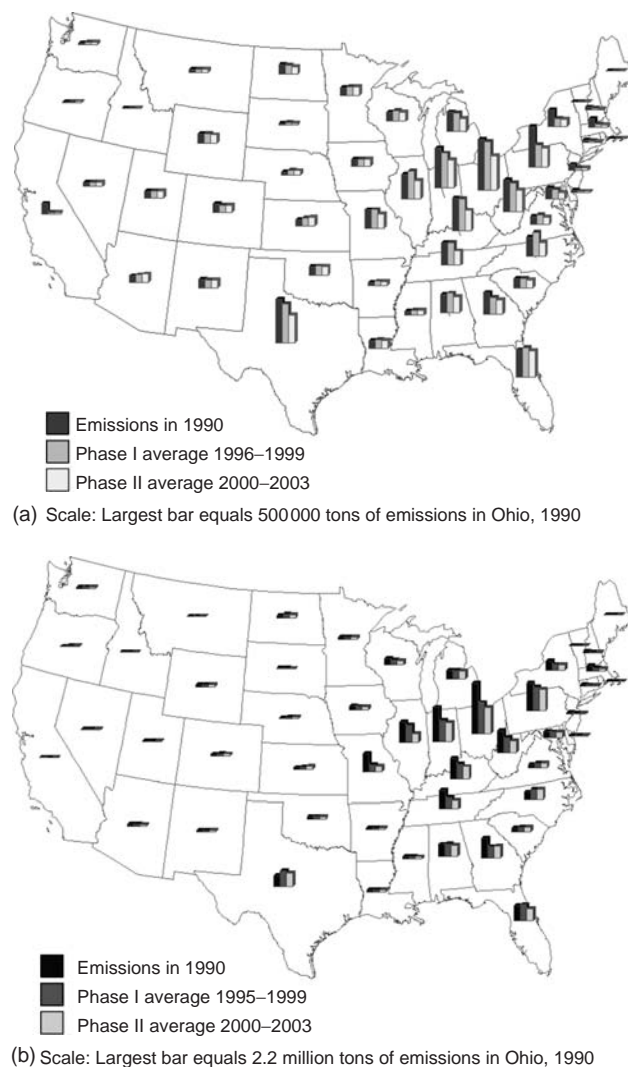 Emissions in 1990
Phase I average 1996–1999
Phase II average 2000–2003
(a) Scale: Largest bar equals 500 000 tons of emissions in Ohio, 1990
Emissions in 1990
Phase I average 1995–1999
Phase II average 2000–2003
(b) Scale: Largest bar equals 2.2 million tons of emissions in Ohio, 1990